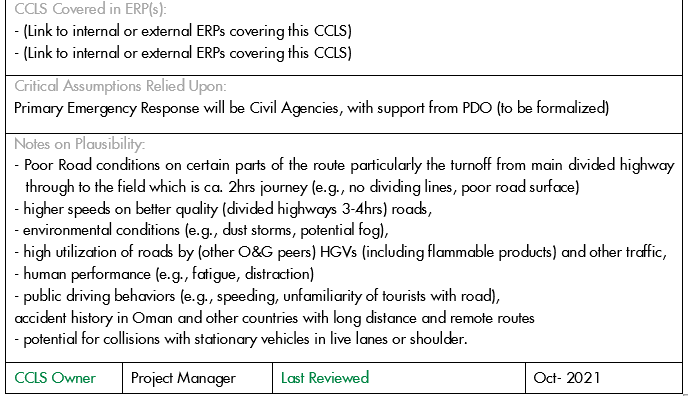 CCLS Covered in ERP(s):
- (Link to internal or external ERPs covering this CCLS)
- (Link to internal or external ERPs covering this CCLS)
Critical Assumptions Relied Upon:
Primary Emergency Response will be Civil Agencies, with support from PDO (to be formalized)
Notes on Plausibility:
- Poor Road conditions on certain parts of the route particularly the turnoff from main divided highway
through to the field which is ca. 2hrs journey (e.g., no dividing lines, poor road surface)
- higher speeds on better quality (divided highways 3-4hrs) roads,
- environmental conditions (e.g., dust storms, potential fog),
- high utilization of roads by (other O&G peers) HGVs (including flammable products) and other traffic,
- human performance (e.g., fatigue, distraction)
- public driving behaviors (e.g., speeding, unfamiliarity of tourists with road),
accident history in Oman and other countries with long distance and remote routes
- potential for collisions with stationary vehicles in live lanes or shoulder.
CCLS Owner Project Manager Last Reviewed Oct- 2021